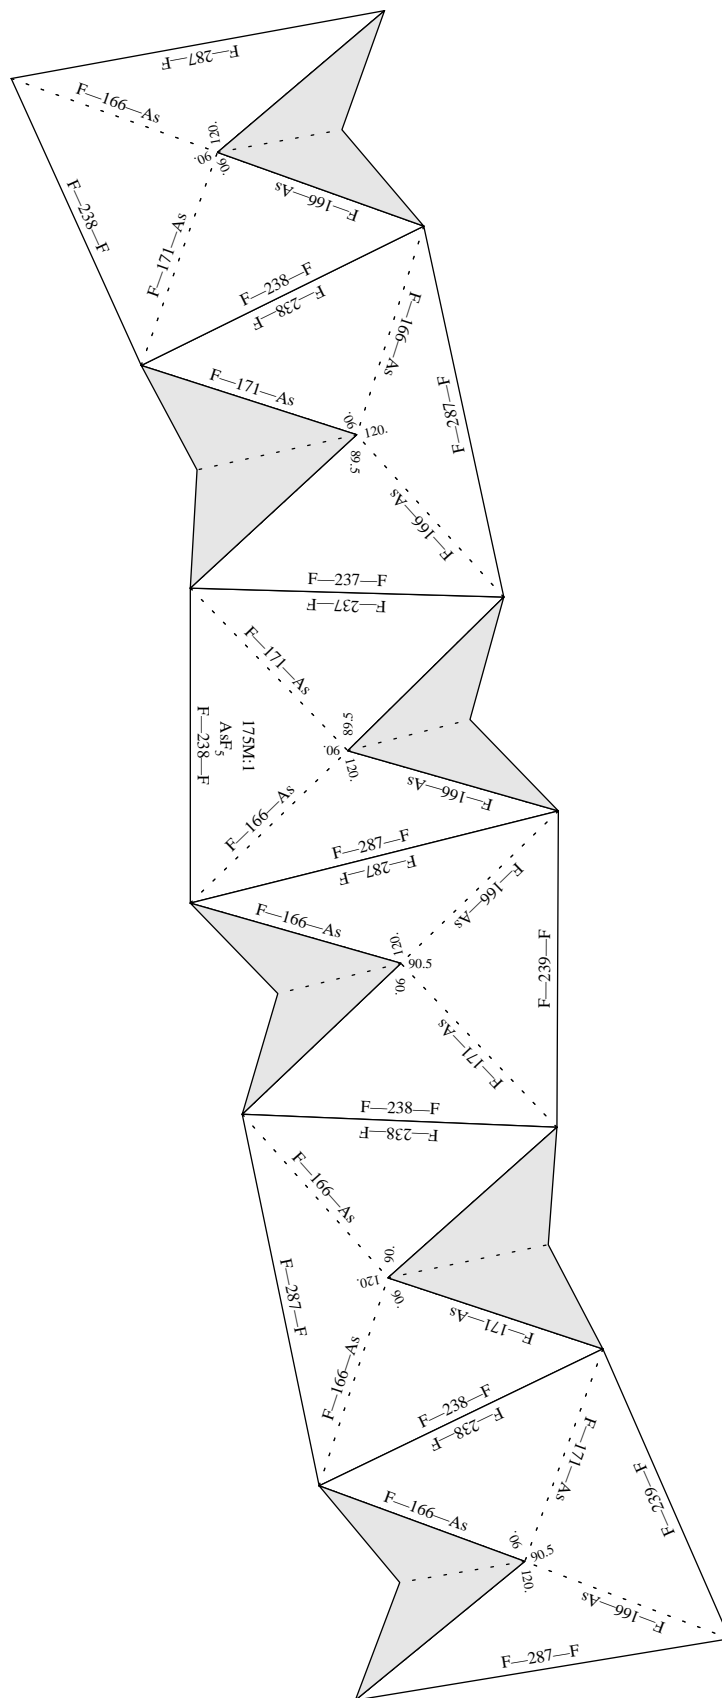 F—287—F
F—166—As
120.
90.
90.
F—238—F
F—166—As
F—171—As
F—238—F
F—238—F
F—166—As
F—171—As
F—287—F
90.
120.
89.5
F—166—As
F—237—F
F—237—F
F—171—As
175M:1
AsF5
F—238—F
89.5
90.
120.
F—166—As
F—166—As
F—287—F
F—287—F
F—166—As
F—166—As
120.
90.5
90.
F—239—F
F—171—As
F—238—F
F—238—F
F—166—As
90.
120.
90.
F—287—F
F—171—As
F—166—As
F—238—F
F—238—F
F—171—As
F—166—As
F—239—F
90.
90.5
120.
F—166—As
F—287—F